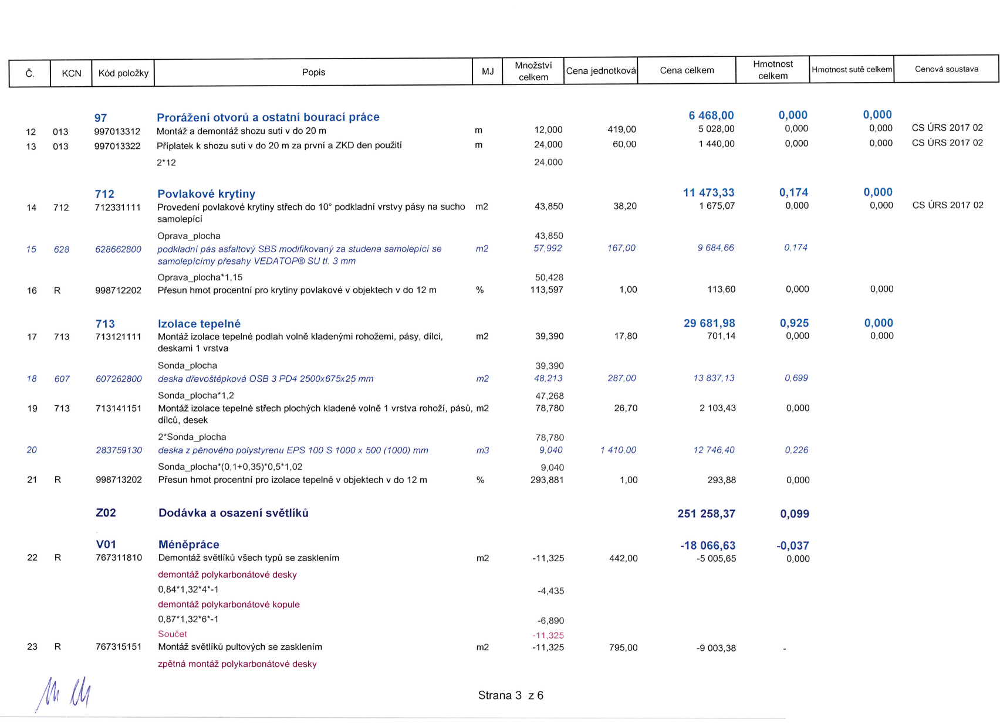 Č. KCN Kód položky Popis MJ Množství celkem Cena jednotková Cena celkem Hmotnost celkem Hmotnost sutě celkem Cenová soustava
97 Prorážení otvorů a ostatní bourací práce 6 468,00 0,000 0,000
12 013 997013312 Montáž a demontáž shozu suti v do 20 m m 12,000 419,00 5 028,00 0,000 0,000 CS ÚRS 2017 02
13 013 997013322 Příplatek k shozu suti v do 20 m za první a ZKD den použití m 24,000 60,00 1 440,00 0,000 0,000 CS ÚRS 2017 02
2*12 24,000
712 Povlakové krytiny 11 473,33 0,174 0,000
14 712 712331111 Provedení povlakové krytiny střech do 10° podkladní vrstvy pásy na sucho m2 43,850 38,20 1 675,07 0,000 0,000 CS ÚRS 2017 02
samolepící
Oprava_plocha 43,850
15 628 628662800 podkladní pás asfaltový SBS modifikovaný za studena samolepící se m2 57,992 167,00 9 684,66 0,174
samolepícímy přesahy VEDATOP® SU tl. 3 mm
Oprava_plocha*1,15 50,428
16 R 998712202 Přesun hmot procentní pro krytiny povlakové v objektech v do 12 m % 113,597 1,00 113,60 0,000 0,000
713 Izolace tepelné 29 681,98 0,925 0,000
17 713 713121111 Montáž izolace tepelné podlah volně kladenými rohožemi, pásy, dílci, m2 39,390 17,80 701,14 0,000 0,000
deskami 1 vrstva
Sonda_plocha 39,390
18 607 607262800 deska dřevoštěpková OSB 3 PD4 2500x675x25 mm m2 48,213 287,00 13 837,13 0,699
Sonda_plocha*1,2 47,268
19 713 713141151 Montáž izolace tepelné střech plochých kladené volně 1 vrstva rohoží, pásů, m2 78,780 26,70 2 103,43 0,000
dílců, desek
2*Sonda_plocha 78,780
20 283759130 deska z pěnového polystyrenu EPS 100 S 1000 x 500 (1000) mm m3 9,040 1 410,00 12 746,40 0,226
Sonda_plocha*(0,1+0,35)*0,5*1,02 9,040
21 R 998713202 Přesun hmot procentní pro izolace tepelné v objektech v do 12 m % 293,881 1,00 293,88 0,000
Z02 Dodávka a osazení světlíků 251 258,37 0,099
V01 Méněpráce -18 066,63 -0,037
22 R 767311810 Demontáž světlíků všech typů se zasklením m2 -11,325 442,00 -5 005,65 0,000
demontáž polykarbonátové desky
0,84*1,32*4*-1 -4,435
demontáž polykarbonátové kopule
0,87*1,32*6*-1 -6,890
Součet -11,325
23 R 767315151 Montáž světlíků pultových se zasklením m2 -11,325 795,00 -9 003,38 -
zpětná montáž polykarbonátové desky
Strana 3 z 6